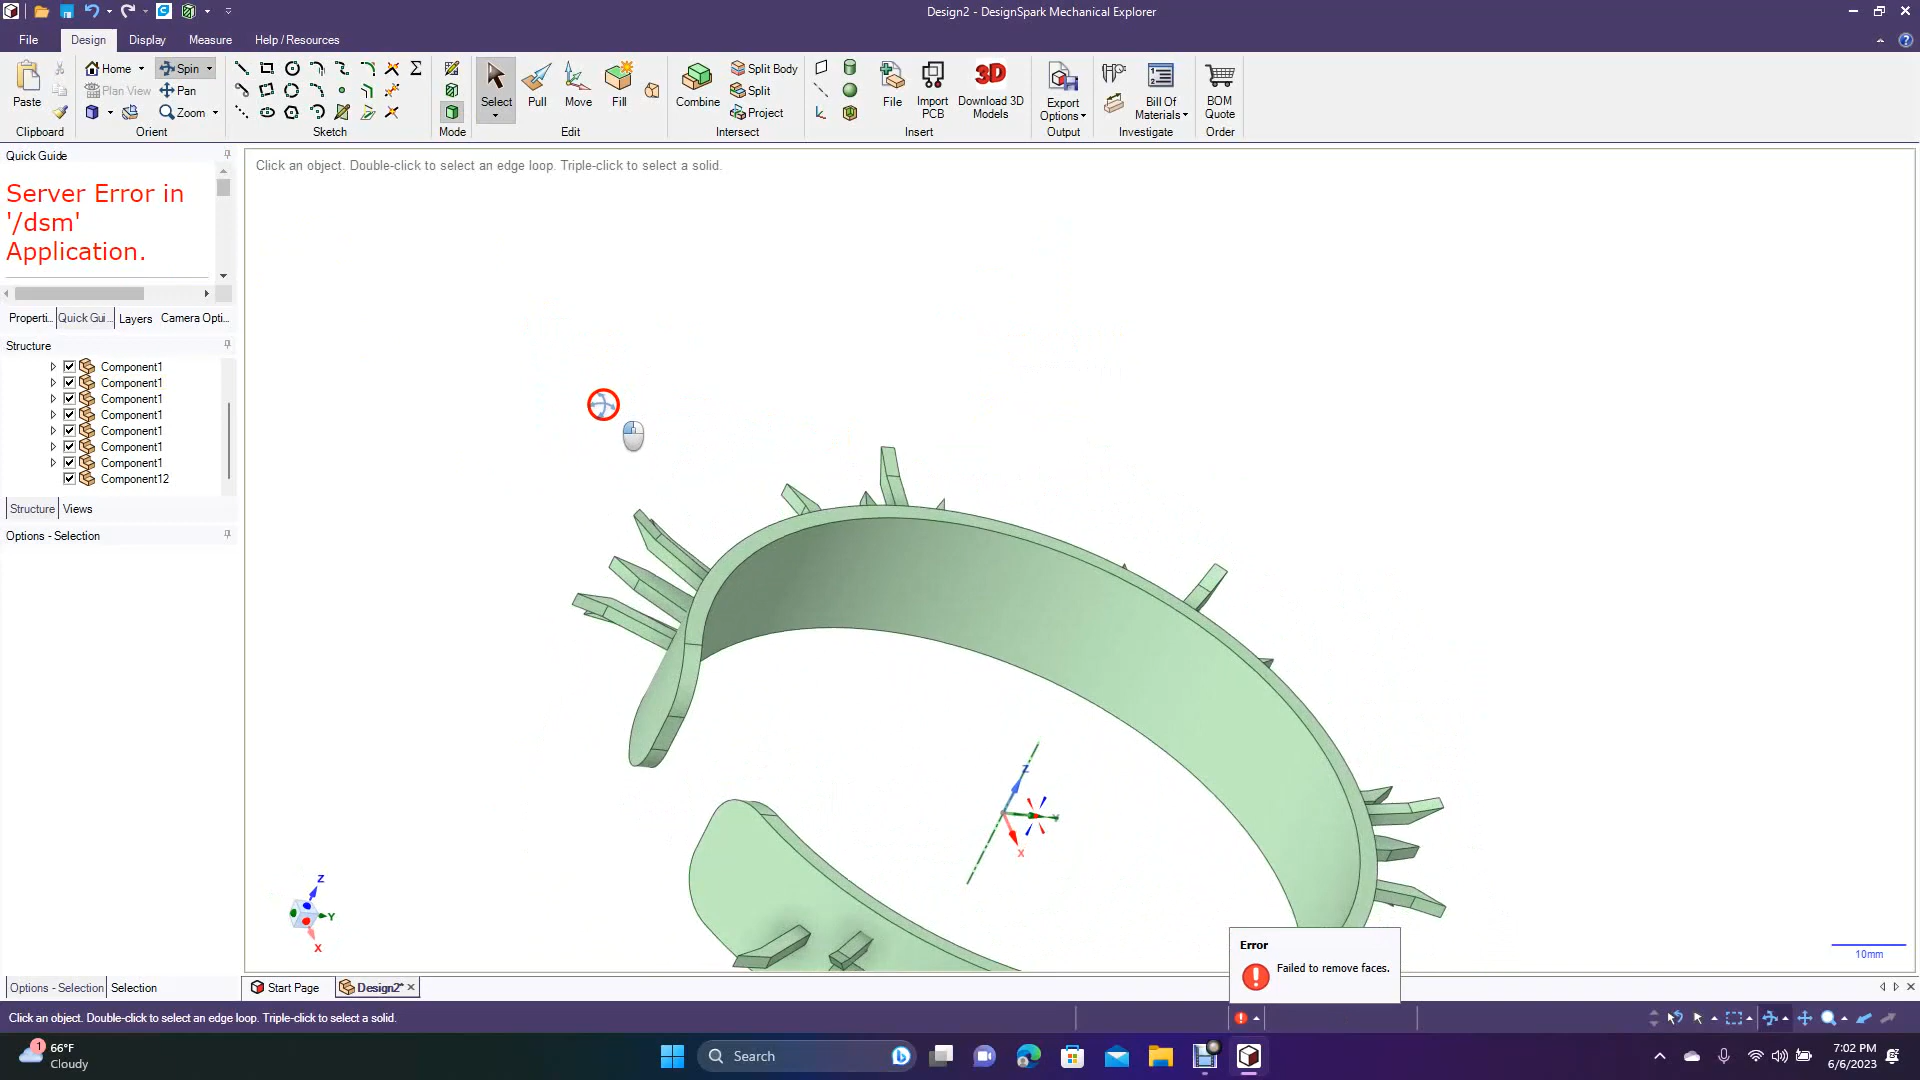 Design2 - DesignSpark Mechanical Explorer
File Design Display Measure Help / Resources
Paste
Clipboard
Home Spin
Plan View Pan
Zoom
Orient
Sketch
Mode
Select Pull Move Fill
Edit
Combine
Split Body
Split
Project
Intersect
File
Import PCB
3D
Download 3D Models
Insert
Export Options
Output
Bill Of Materials
Investigate
BOM Quote
Order
Quick Guide
Server Error in
'/dsm'
Application.
Properti... Quick Gui... Layers Camera Opti...
Structure
Component1
Component1
Component1
Component1
Component1
Component1
Component1
Component12
Structure Views
Options - Selection
Click an object. Double-click to select an edge loop. Triple-click to select a solid.
Z
X
Z
Y
X
10mm
Error
Failed to remove faces.
Options - Selection Selection
Start Page Design2*
Click an object. Double-click to select an edge loop. Triple-click to select a solid.
1
66°F
Cloudy
Search
7:02 PM
6/6/2023